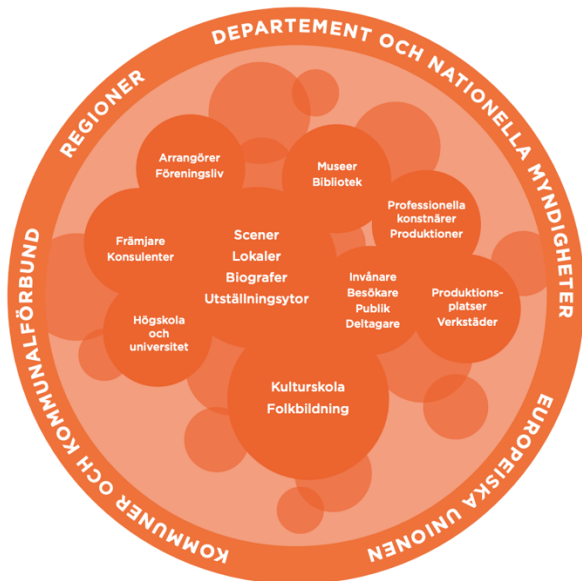 DEPARTEMENT OCH NATIONELLA MYNDIGHETER
REGIONER
KOMMUNER OCH KOMMUNALFÖRBUND
EUROPEISKA UNIONEN
Arrangörer
Föreningsliv
Museer
Bibliotek
Professionella
konstnärer
Produktioner
Främjare
Konsulenter
Scener
Lokaler
Biografer
Utställningsytor
Invånare
Besökare
Publik
Deltagare
Produktions-
platser
Verkstäder
Högskola
och
universitet
Kulturskola
Folkbildning